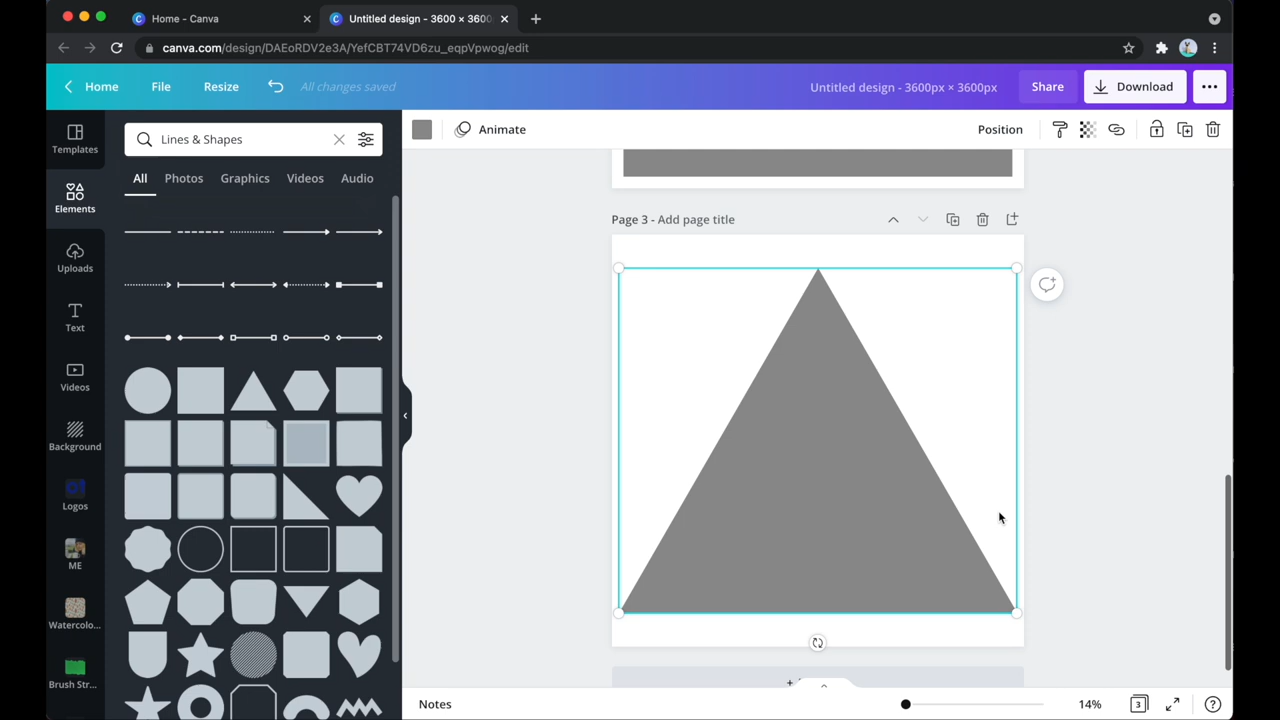 Home - Canva
Untitled design - 3600 × 3600
canva.com/design/DAEoRDV2e3A/YefCBT74VD6zu_eqpVpwog/edit
Home
File
Resize
All changes saved
Untitled design - 3600px × 3600px
Share
Download
Templates
Elements
Uploads
Text
Videos
Background
Logos
ME
Watercolo...
Brush Str...
Lines & Shapes
All
Photos
Graphics
Videos
Audio
Animate
Position
Page 3 - Add page title
Notes
14%
3